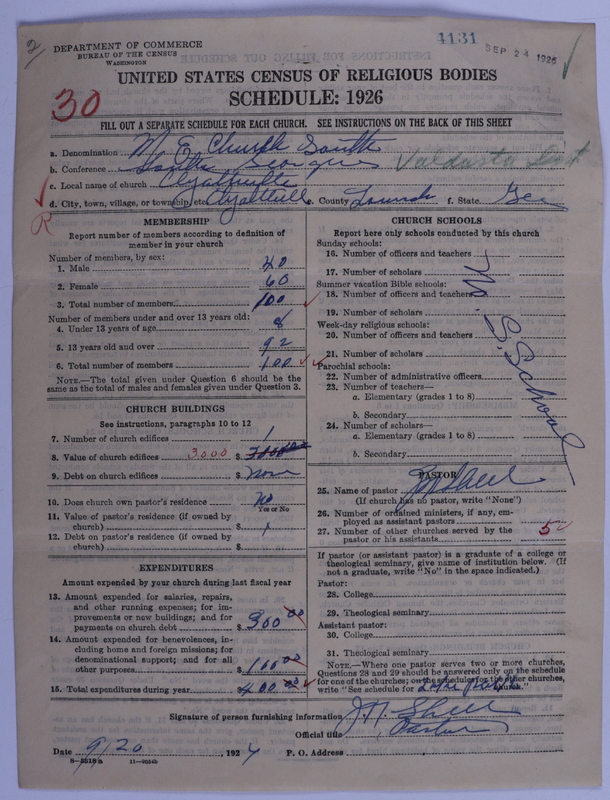 2
DEPARTMENT OF COMMERCE
BUREAU OF THE CENSUS
WASHINGTON
4131
SEP 24 1926
UNITED STATES CENSUS OF RELIGIOUS BODIES
SCHEDULE: 1926
30
FILL OUT A SEPARATE SCHEDULE FOR EACH CHURCH. SEE INSTRUCTIONS ON THE BACK OF THIS SHEET
a. Denomination M. E. Church South
b. Conference South Georgia Valdosta Dist
c. Local name of church
d. City, town, village, or township, etc. e. County Lowndes f. State Geo
R
MEMBERSHIP
Report number of members according to definition of
member in your church
Number of members, by sex:
1. Male 40
2. Female 60
3. Total number of members 100
Number of members under and over 13 years old:
4. Under 13 years of age 8
5. 13 years old and over 92
6. Total number of members 100
NOTE.—The total given under Question 6 should be the
same as the total of males and females given under Question 3.
CHURCH BUILDINGS
See instructions, paragraphs 10 to 12
7. Number of church edifices 1
8. Value of church edifices 3000 $
9. Debt on church edifices $ None
10. Does church own pastor's residence No
Yes or No
11. Value of pastor's residence (if owned by
church) $
12. Debt on pastor's residence (if owned by
church) $
EXPENDITURES
Amount expended by your church during last fiscal year
13. Amount expended for salaries, repairs,
and other running expenses; for im-
provements or new buildings; and for
payments on church debt $ 300 00
14. Amount expended for benevolences, in-
cluding home and foreign missions; for
denominational support; and for all
other purposes $ 100 00
15. Total expenditures during year $ 400 00
CHURCH SCHOOLS
Report here only schools conducted by this church
Sunday schools:
16. Number of officers and teachers
17. Number of scholars
Summer vacation Bible schools:
18. Number of officers and teachers
19. Number of scholars
Week-day religious schools:
20. Number of officers and teachers
21. Number of scholars
Parochial schools:
22. Number of administrative officers
23. Number of teachers—
a. Elementary (grades 1 to 8)
b. Secondary
24. Number of scholars—
a. Elementary (grades 1 to 8)
b. Secondary
No. S. School
PASTOR
25. Name of pastor
(If church has no pastor, write "None")
26. Number of ordained ministers, if any, em-
ployed as assistant pastors
27. Number of other churches served by the
pastor or his assistants 5
If pastor (or assistant pastor) is a graduate of a college or
theological seminary, give name of institution below. (If
not a graduate, write "No" in the space indicated.)
Pastor:
28. College
29. Theological seminary
Assistant pastor:
30. College
31. Theological seminary
NOTE.—Where one pastor serves two or more churches,
Questions 28 and 29 should be answered only on the schedule
for one of the churches; on the schedules for the other churches,
write "See schedule for Lake Park church."
Signature of person furnishing information
Official title Pastor
Date 9/20, 192
P. O. Address
8—5518a 11—9054b